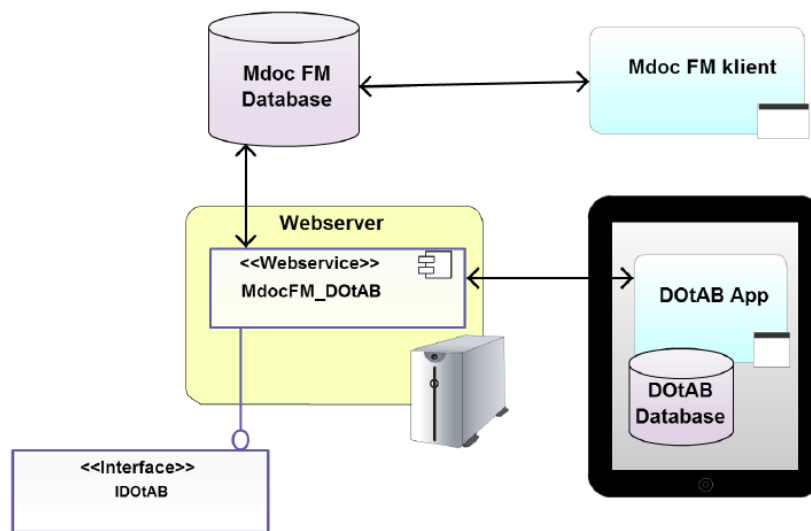 Mdoc FM
Database
Mdoc FM klient
Webserver
<<Webservice>>
MdocFM_DOtAB
DOtAB App
DOtAB
Database
<<Interface>>
IDOtAB